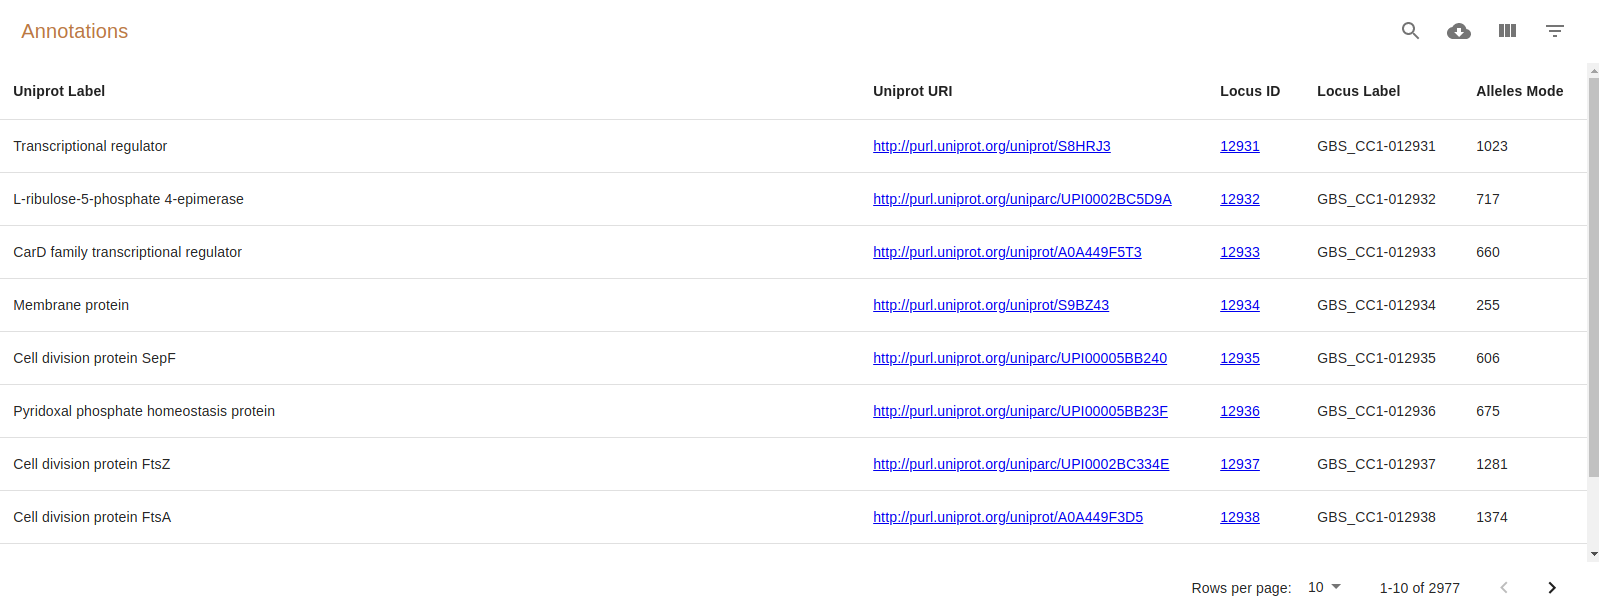 Annotations
Uniprot Label Uniprot URI Locus ID Locus Label Alleles Mode
Transcriptional regulator http://purl.uniprot.org/uniprot/S8HRJ3 12931 GBS_CC1-012931 1023
L-ribulose-5-phosphate 4-epimerase http://purl.uniprot.org/uniparc/UPI0002BC5D9A 12932 GBS_CC1-012932 717
CarD family transcriptional regulator http://purl.uniprot.org/uniprot/A0A449F5T3 12933 GBS_CC1-012933 660
Membrane protein http://purl.uniprot.org/uniprot/S9BZ43 12934 GBS_CC1-012934 255
Cell division protein SepF http://purl.uniprot.org/uniparc/UPI00005BB240 12935 GBS_CC1-012935 606
Pyridoxal phosphate homeostasis protein http://purl.uniprot.org/uniparc/UPI00005BB23F 12936 GBS_CC1-012936 675
Cell division protein FtsZ http://purl.uniprot.org/uniparc/UPI0002BC334E 12937 GBS_CC1-012937 1281
Cell division protein FtsA http://purl.uniprot.org/uniprot/A0A449F3D5 12938 GBS_CC1-012938 1374
Rows per page: 10 1-10 of 2977